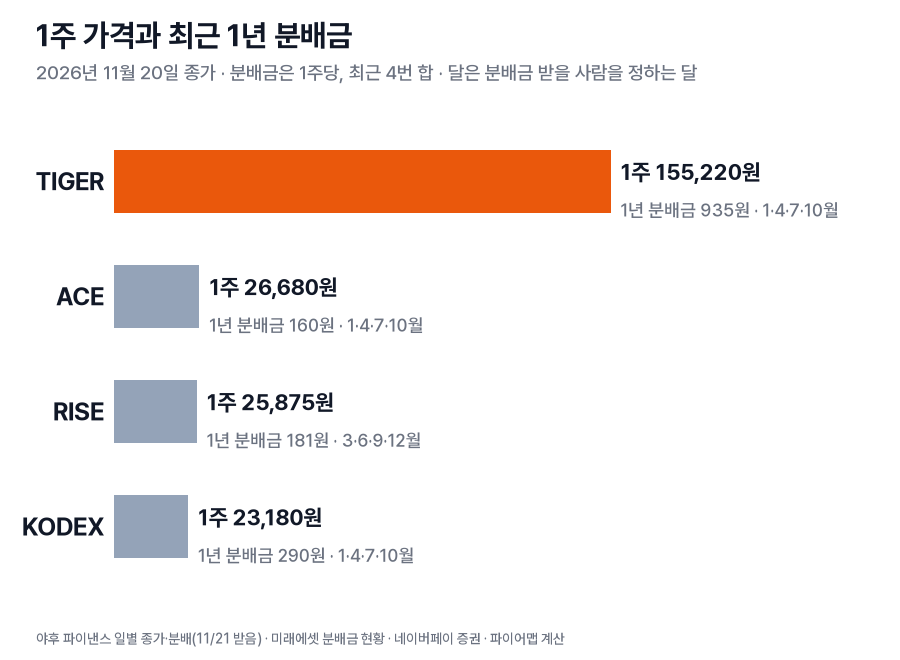 1주 가격과 최근 1년 분배금
2026년 11월 20일 종가 · 분배금은 1주당, 최근 4번 합 · 달은 분배금 받을 사람을 정하는 달
TIGER
1주 155,220원
1년 분배금 935원 · 1·4·7·10월
ACE
1주 26,680원
1년 분배금 160원 · 1·4·7·10월
RISE
1주 25,875원
1년 분배금 181원 · 3·6·9·12월
KODEX
1주 23,180원
1년 분배금 290원 · 1·4·7·10월
야후 파이낸스 일별 종가·분배(11/21 받음) · 미래에셋 분배금 현황 · 네이버페이 증권 · 파이어맵 계산